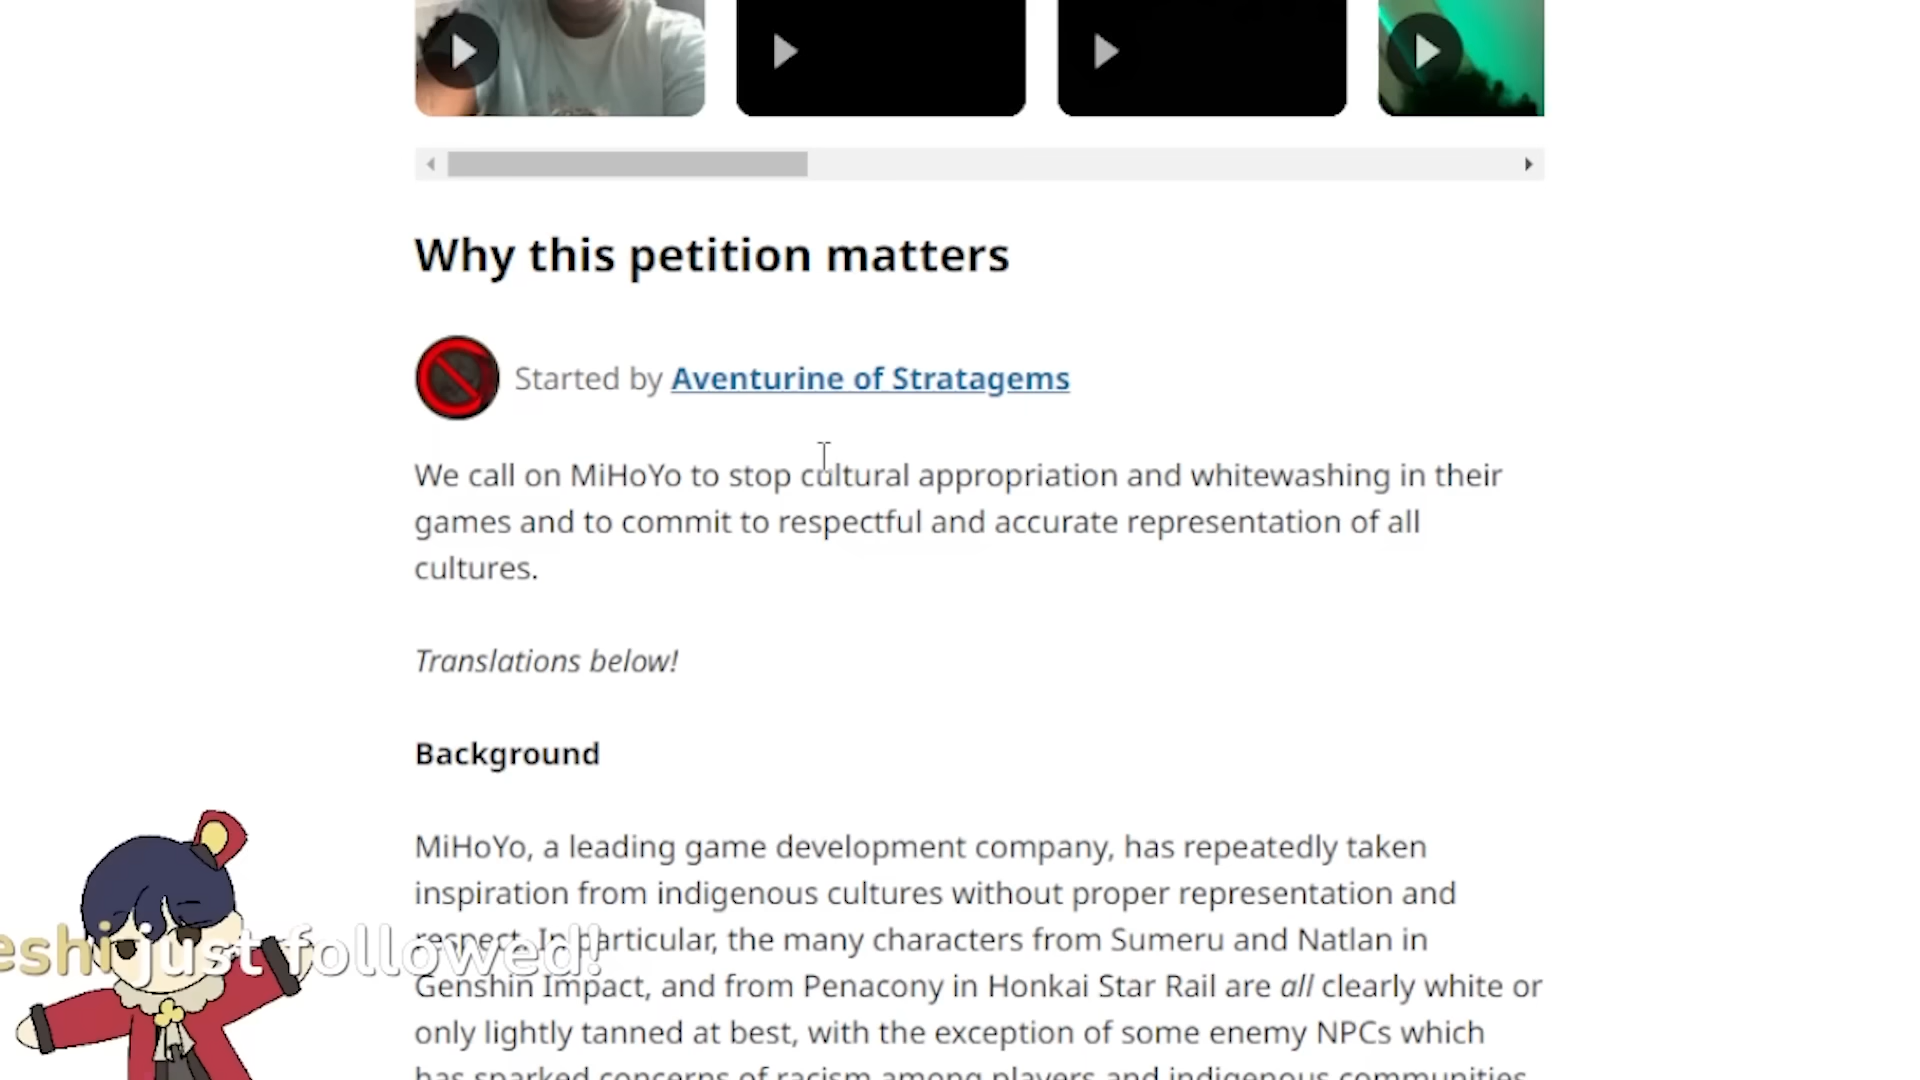 Why this petition matters
Started by Aventurine of Stratagems
We call on MiHoYo to stop cultural appropriation and whitewashing in their
games and to commit to respectful and accurate representation of all
cultures.
Translations below!
Background
MiHoYo, a leading game development company, has repeatedly taken
inspiration from indigenous cultures without proper representation and
respect. In particular, the many characters from Sumeru and Natlan in
eshi just followed!
Genshin Impact, and from Penacony in Honkai Star Rail are all clearly white or
only lightly tanned at best, with the exception of some enemy NPCs which
has sparked concerns of racism among players and indigenous communities